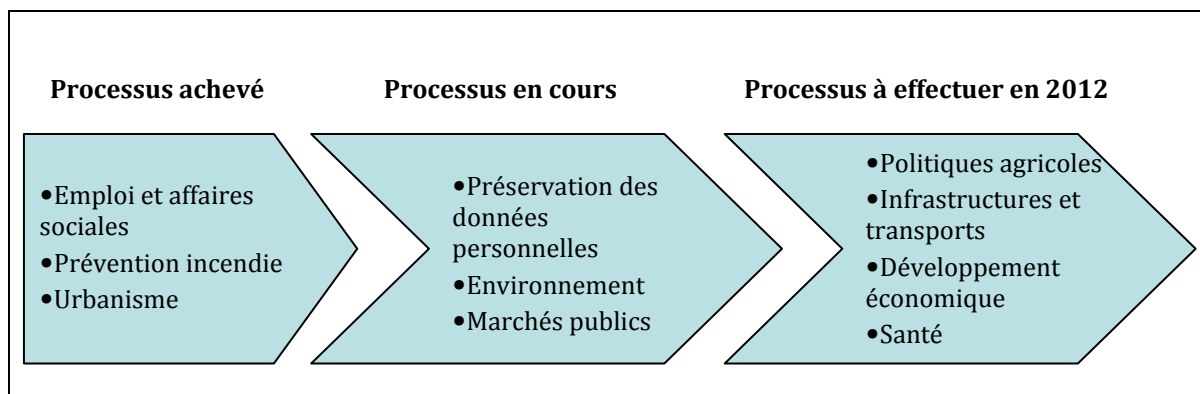 Processus achevé
•Emploi et affaires
sociales
•Prévention incendie
•Urbanisme
Processus en cours
•Préservation des
données
personnelles
•Environnement
•Marchés publics
Processus à effectuer en 2012
•Politiques agricoles
•Infrastructures et
transports
•Développement
économique
•Santé